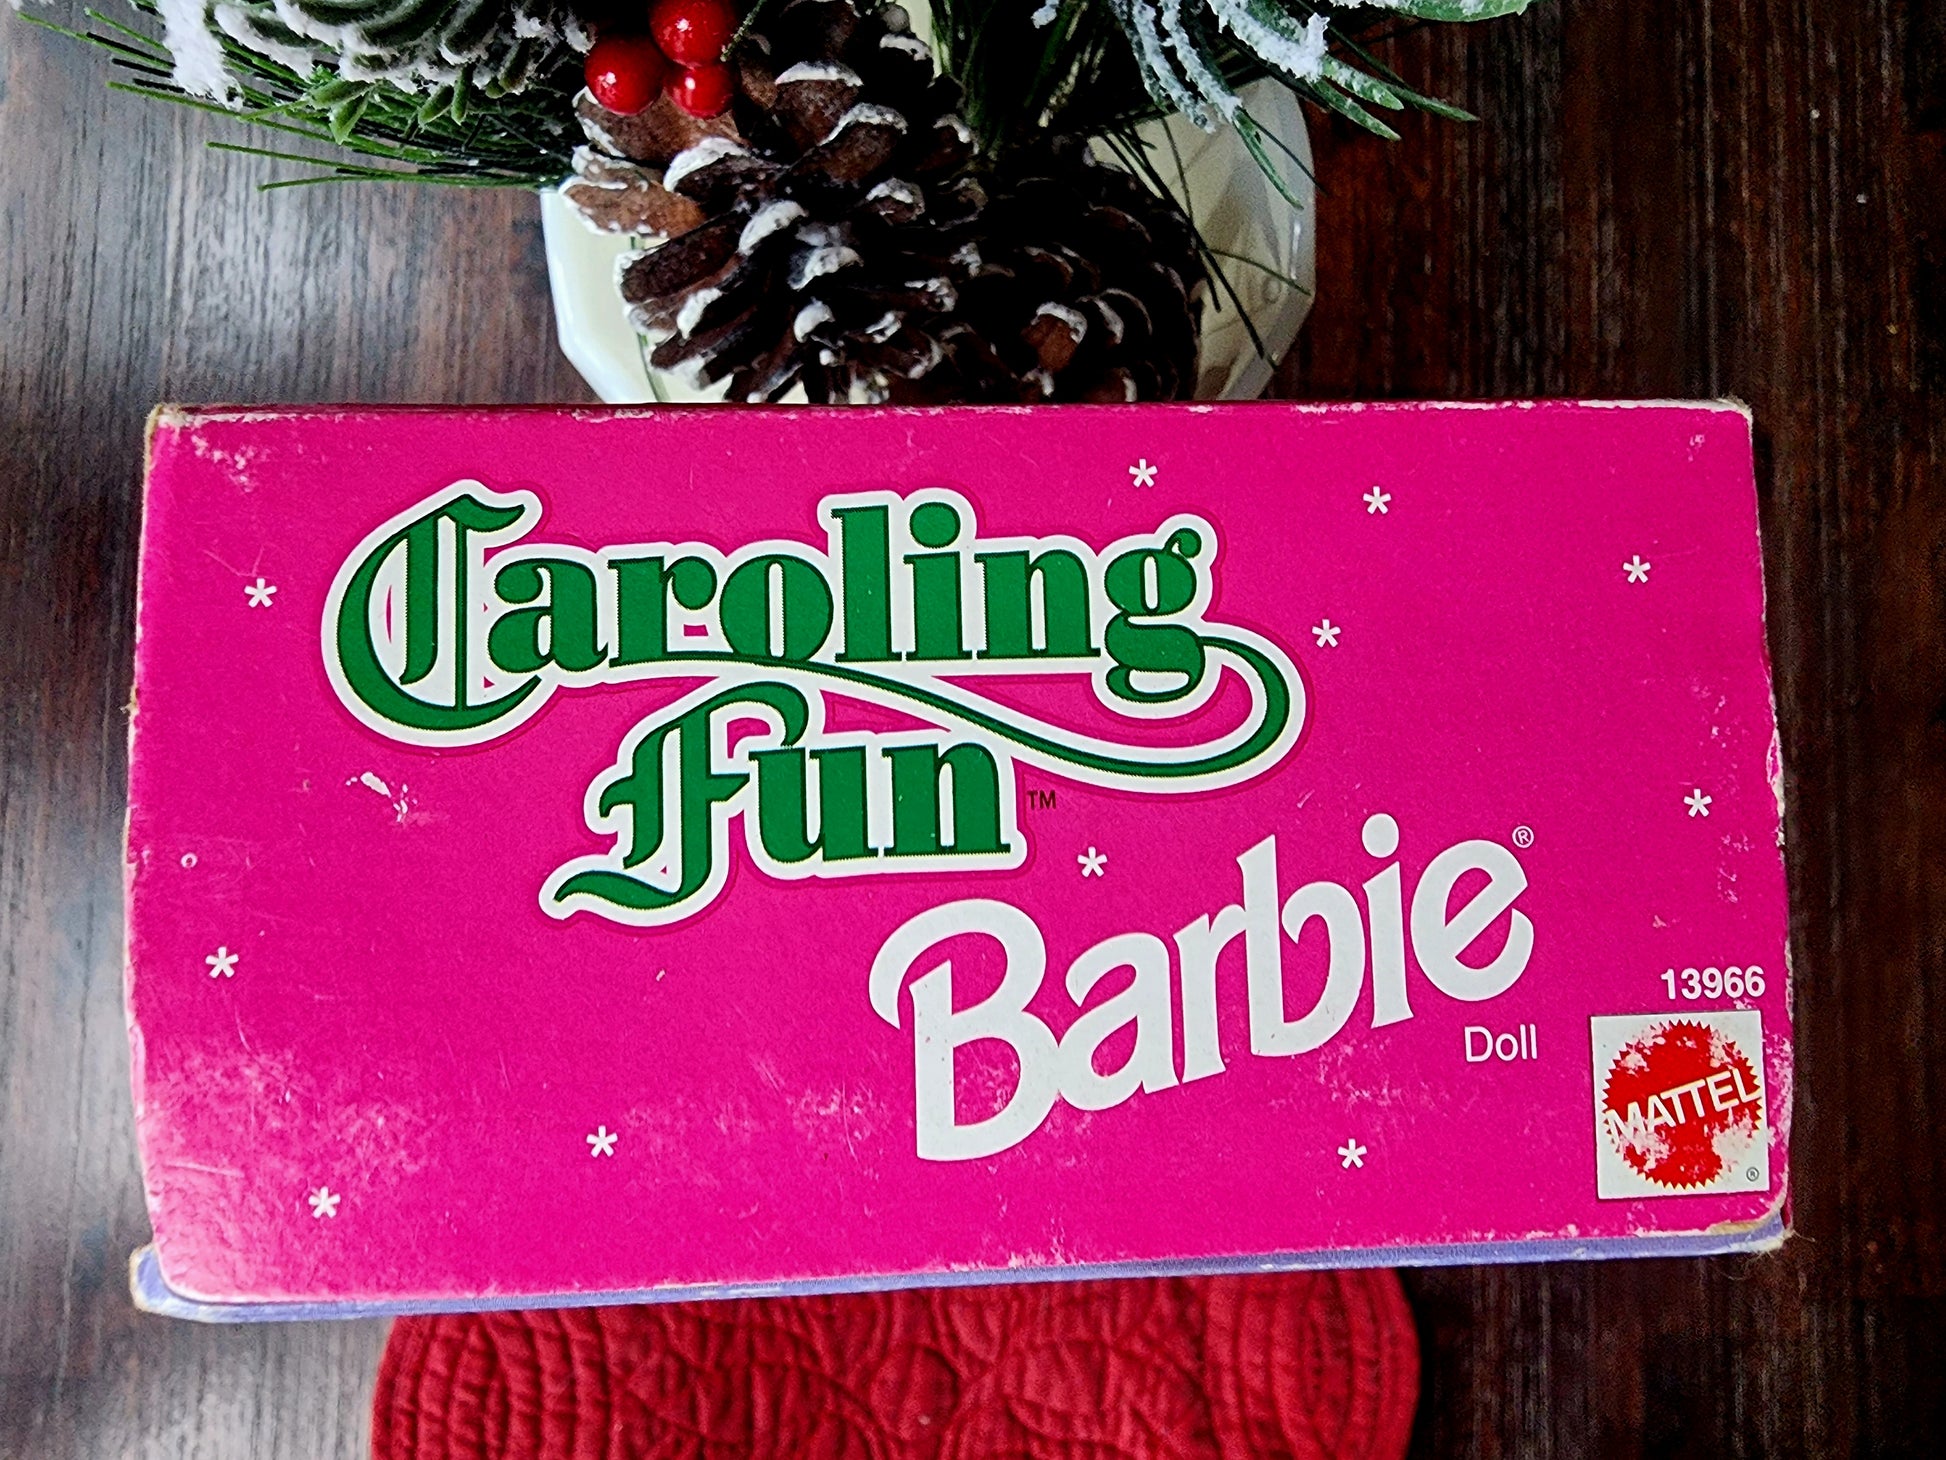 Caroling
Fun™
Barbie®
Doll
13966
MATTEL
®